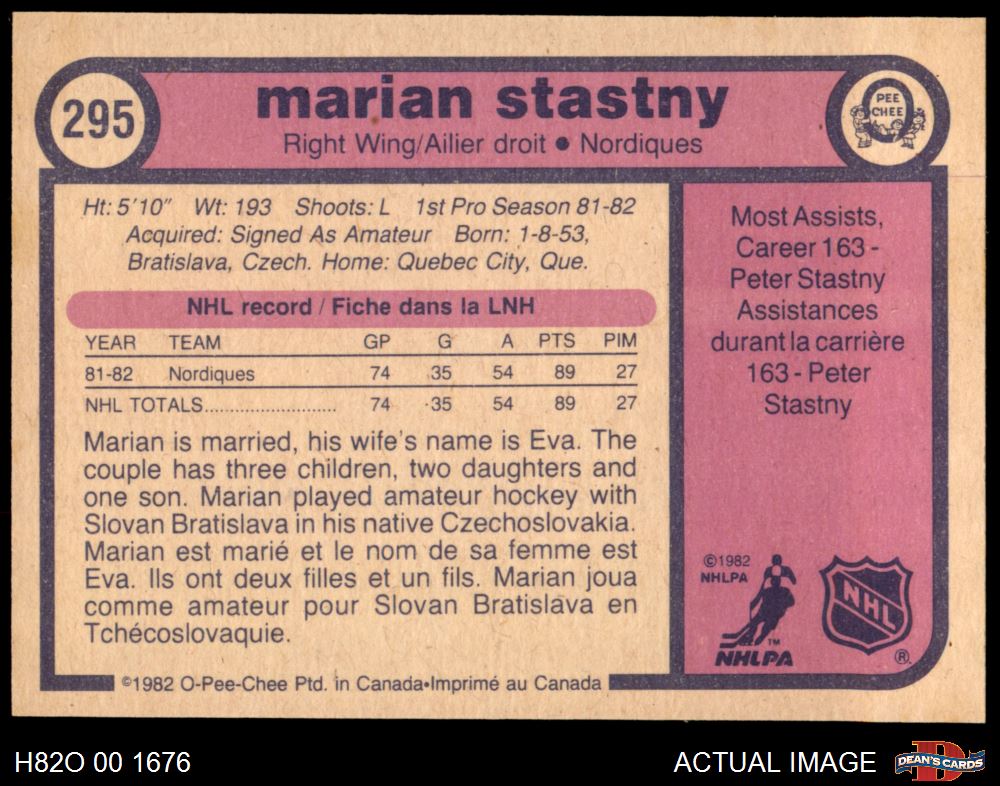 295
marian stastny
Right Wing/Ailier droit • Nordiques
PEE
CHEE
Ht: 5'10" Wt: 193 Shoots: L 1st Pro Season 81-82
Acquired: Signed As Amateur Born: 1-8-53,
Bratislava, Czech. Home: Quebec City, Que.
NHL record / Fiche dans la LNH
YEAR TEAM GP G A PTS PIM
81-82 Nordiques 74 35 54 89 27
NHL TOTALS.............................. 74 35 54 89 27
Marian is married, his wife's name is Eva. The
couple has three children, two daughters and
one son. Marian played amateur hockey with
Slovan Bratislava in his native Czechoslovakia.
Marian est marié et le nom de sa femme est
Eva. Ils ont deux filles et un fils. Marian joua
comme amateur pour Slovan Bratislava en
Tchécoslovaquie.
Most Assists,
Career 163 -
Peter Stastny
Assistances
durant la carrière
163 - Peter
Stastny
©1982
NHLPA
TM
NHLPA
NHL
®
©1982 O-Pee-Chee Ptd. in Canada•Imprimé au Canada
H82O 00 1676
ACTUAL IMAGE
D
DEAN'S CARDS